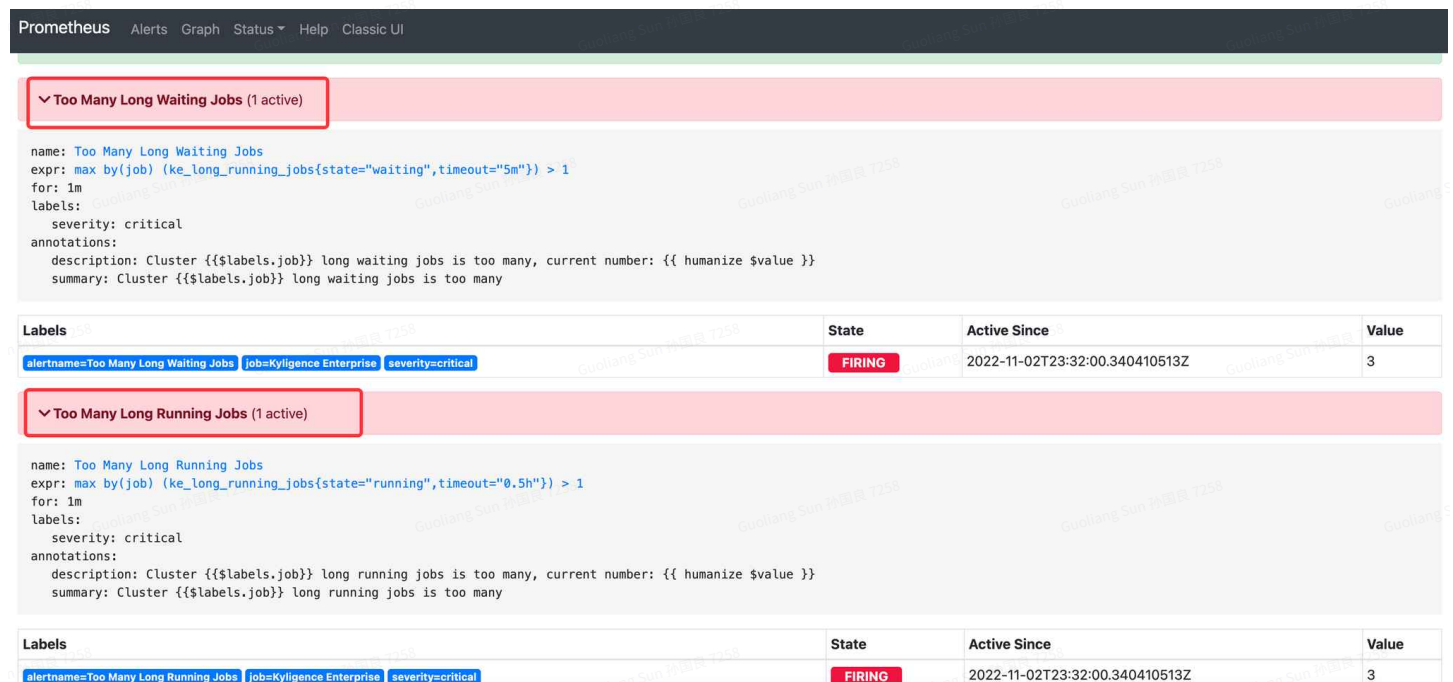 Prometheus Alerts Graph Status Help Classic UI
Too Many Long Waiting Jobs (1 active)
name: Too Many Long Waiting Jobs
expr: max by(job) (ke_long_running_jobs{state="waiting",timeout="5m"}) > 1
for: 1m
labels:
severity: critical
annotations:
description: Cluster {{$labels.job}} long waiting jobs is too many, current number: {{ humanize $value }}
summary: Cluster {{$labels.job}} long waiting jobs is too many
Labels State Active Since Value
alertname=Too Many Long Waiting Jobs job=Kyligence Enterprise severity=critical FIRING 2022-11-02T23:32:00.340410513Z 3
Too Many Long Running Jobs (1 active)
name: Too Many Long Running Jobs
expr: max by(job) (ke_long_running_jobs{state="running",timeout="0.5h"}) > 1
for: 1m
labels:
severity: critical
annotations:
description: Cluster {{$labels.job}} long running jobs is too many, current number: {{ humanize $value }}
summary: Cluster {{$labels.job}} long running jobs is too many
Labels State Active Since Value
alertname=Too Many Long Running Jobs job=Kyligence Enterprise severity=critical FIRING 2022-11-02T23:32:00.340410513Z 3
Guoliang Sun 孙国良 7258